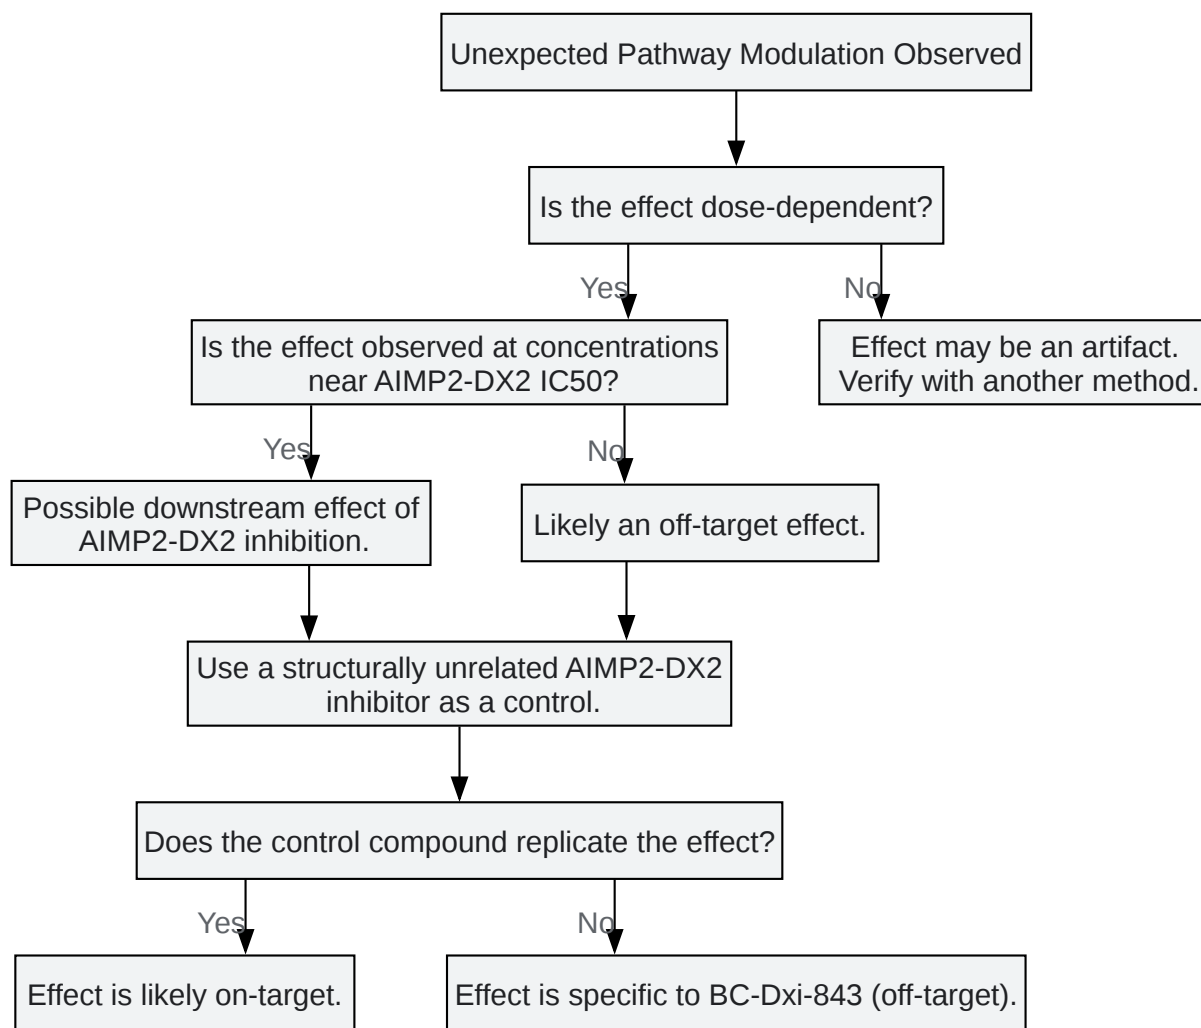 Unexpected Pathway Modulation Observed
Is the effect dose-dependent?
Yes
No
Is the effect observed at concentrations
near AIMP2-DX2 IC50?
Effect may be an artifact.
Verify with another method.
Yes
No
Possible downstream effect of
AIMP2-DX2 inhibition.
Likely an off-target effect.
Use a structurally unrelated AIMP2-DX2
inhibitor as a control.
Does the control compound replicate the effect?
Yes
No
Effect is likely on-target.
Effect is specific to BC-Dxi-843 (off-target).